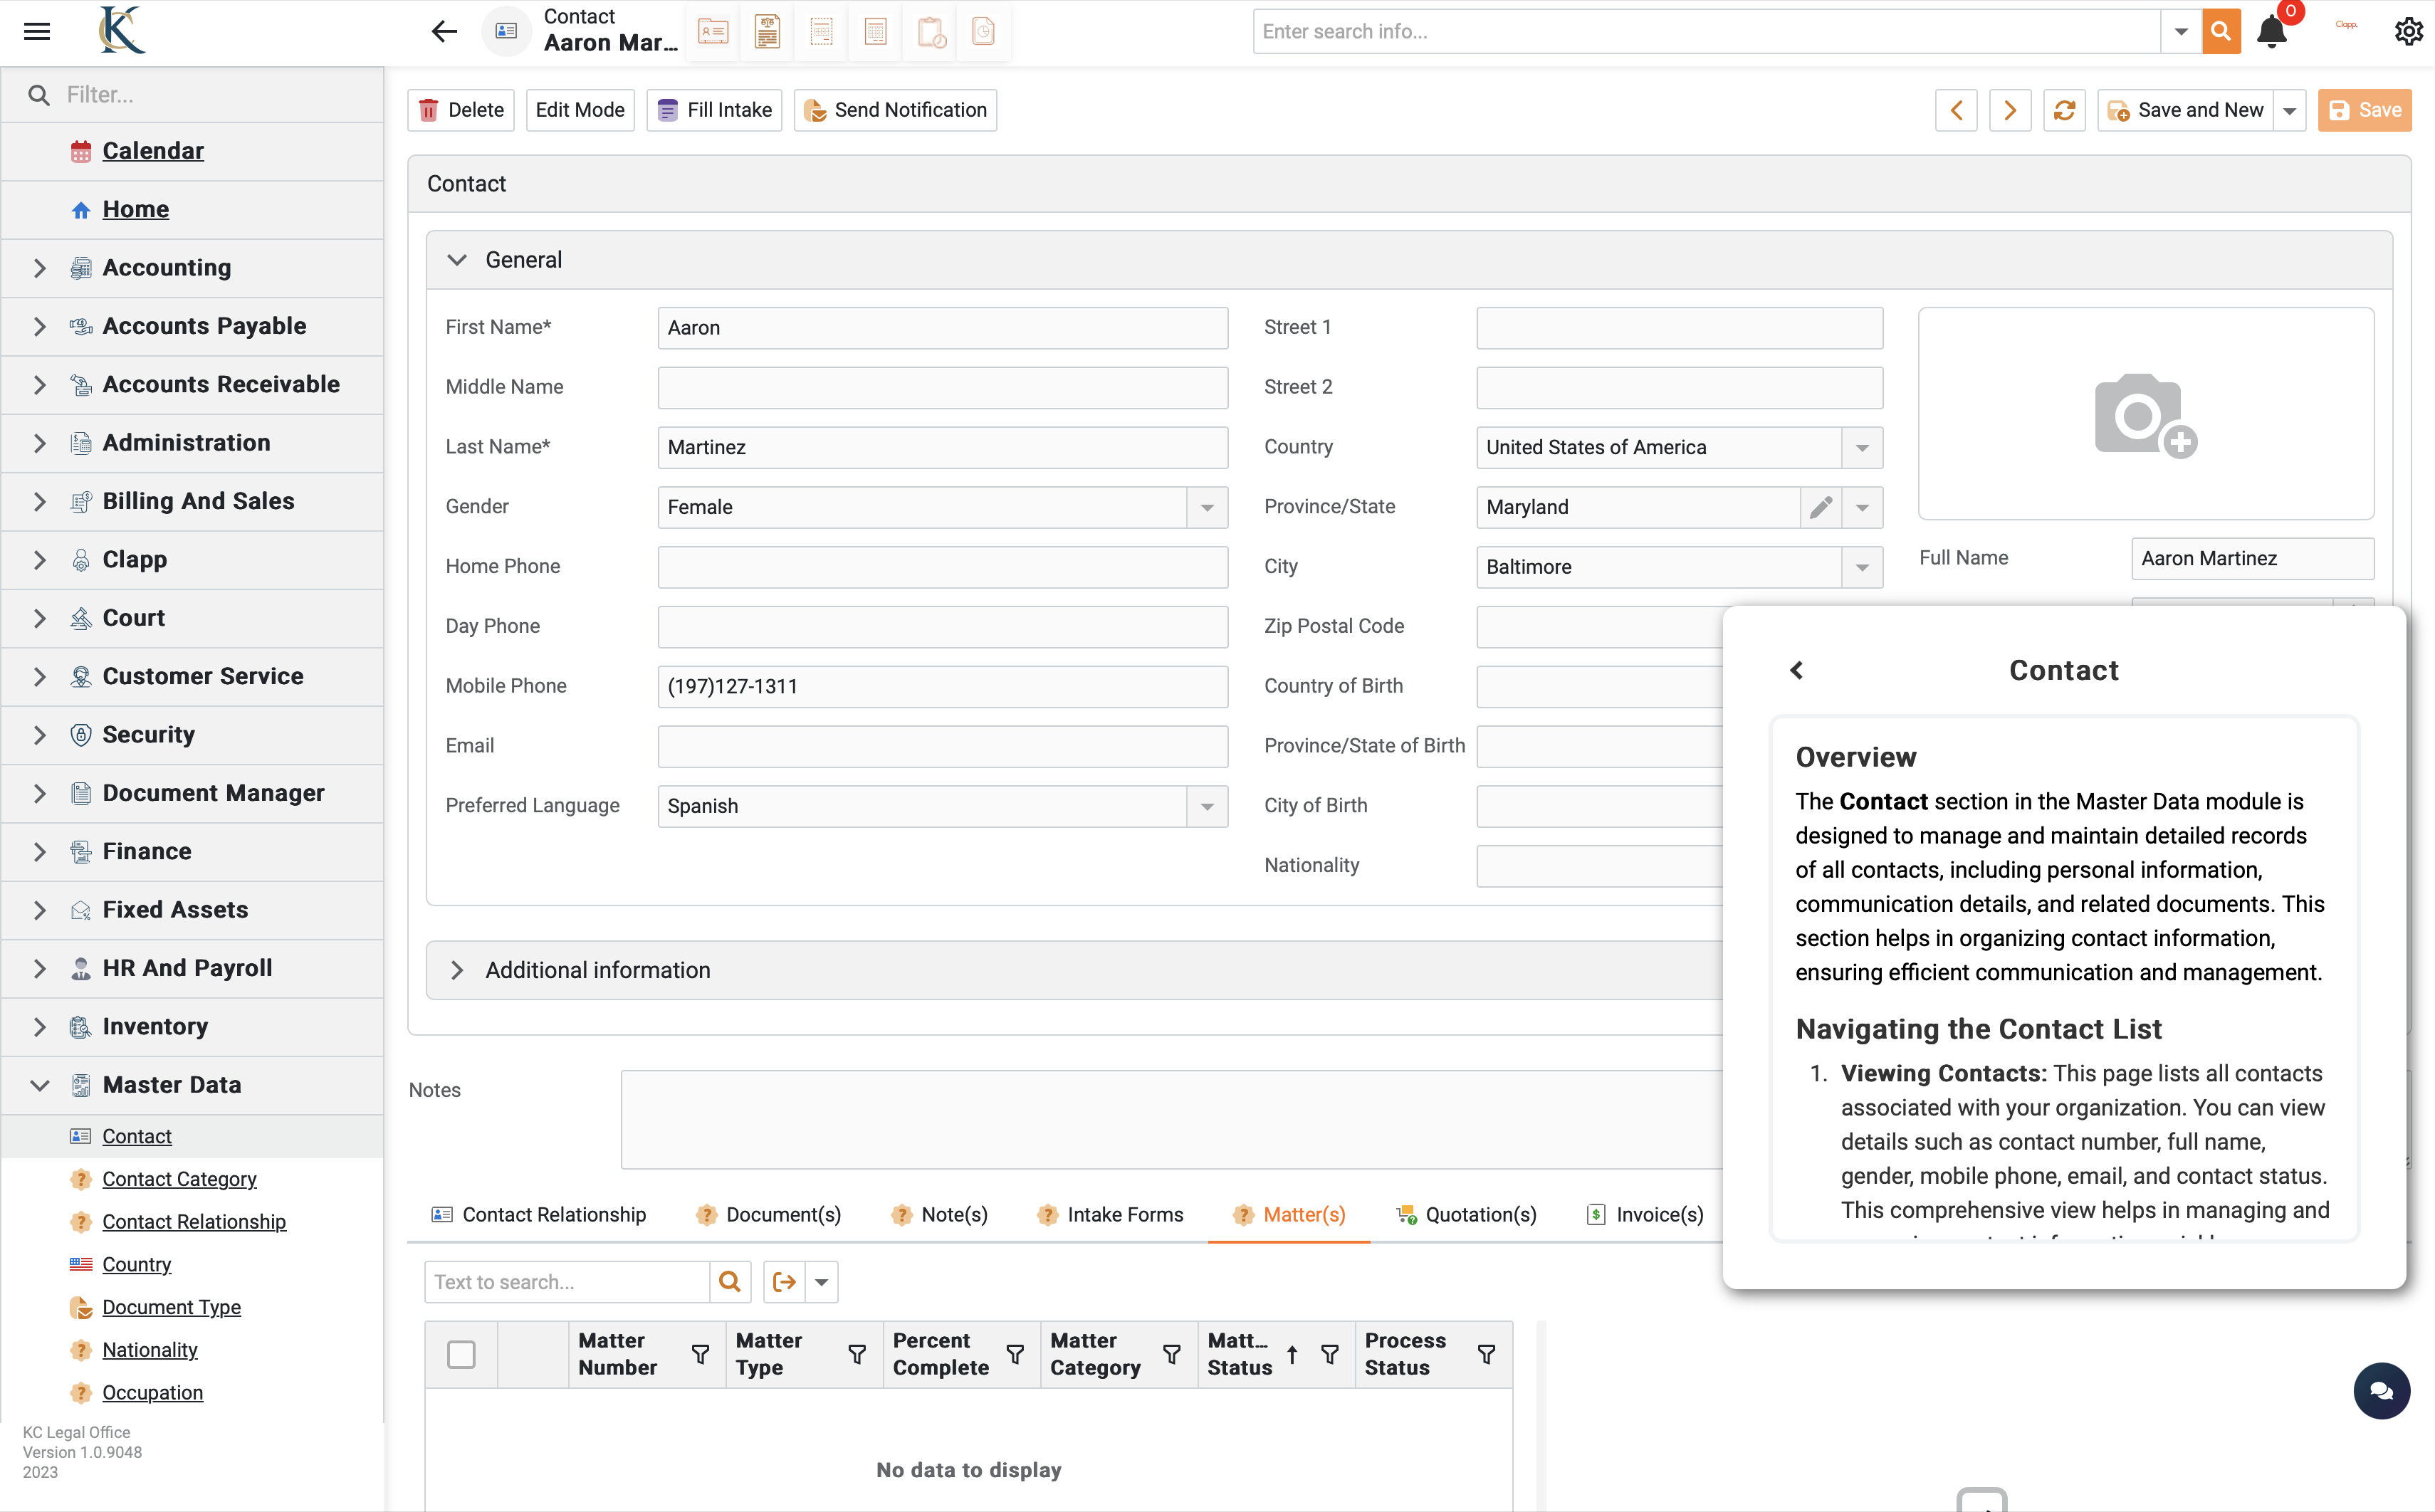 Contact
Aaron Mar...
Enter search info...
0
Clapp.
Filter...
Calendar
Home
Accounting
Accounts Payable
Accounts Receivable
Administration
Billing And Sales
Clapp
Court
Customer Service
Security
Document Manager
Finance
Fixed Assets
HR And Payroll
Inventory
Master Data
Contact
Contact Category
Contact Relationship
Country
Document Type
Nationality
Occupation
KC Legal Office
Version 1.0.9048
2023
Delete
Edit Mode
Fill Intake
Send Notification
Save and New
Save
Contact
General
First Name*
Aaron
Middle Name
Last Name*
Martinez
Gender
Female
Home Phone
Day Phone
Mobile Phone
(197)127-1311
Email
Preferred Language
Spanish
Street 1
Street 2
Country
United States of America
Province/State
Maryland
City
Baltimore
Zip Postal Code
Country of Birth
Province/State of Birth
City of Birth
Nationality
Full Name
Aaron Martinez
Additional information
Notes
Contact Relationship
Document(s)
Note(s)
Intake Forms
Matter(s)
Quotation(s)
Invoice(s)
Text to search...
Matter Number
Matter Type
Percent Complete
Matter Category
Matt... Status
Process Status
No data to display
Contact
Overview
The Contact section in the Master Data module is
designed to manage and maintain detailed records
of all contacts, including personal information,
communication details, and related documents. This
section helps in organizing contact information,
ensuring efficient communication and management.
Navigating the Contact List
1. Viewing Contacts: This page lists all contacts
associated with your organization. You can view
details such as contact number, full name,
gender, mobile phone, email, and contact status.
This comprehensive view helps in managing and